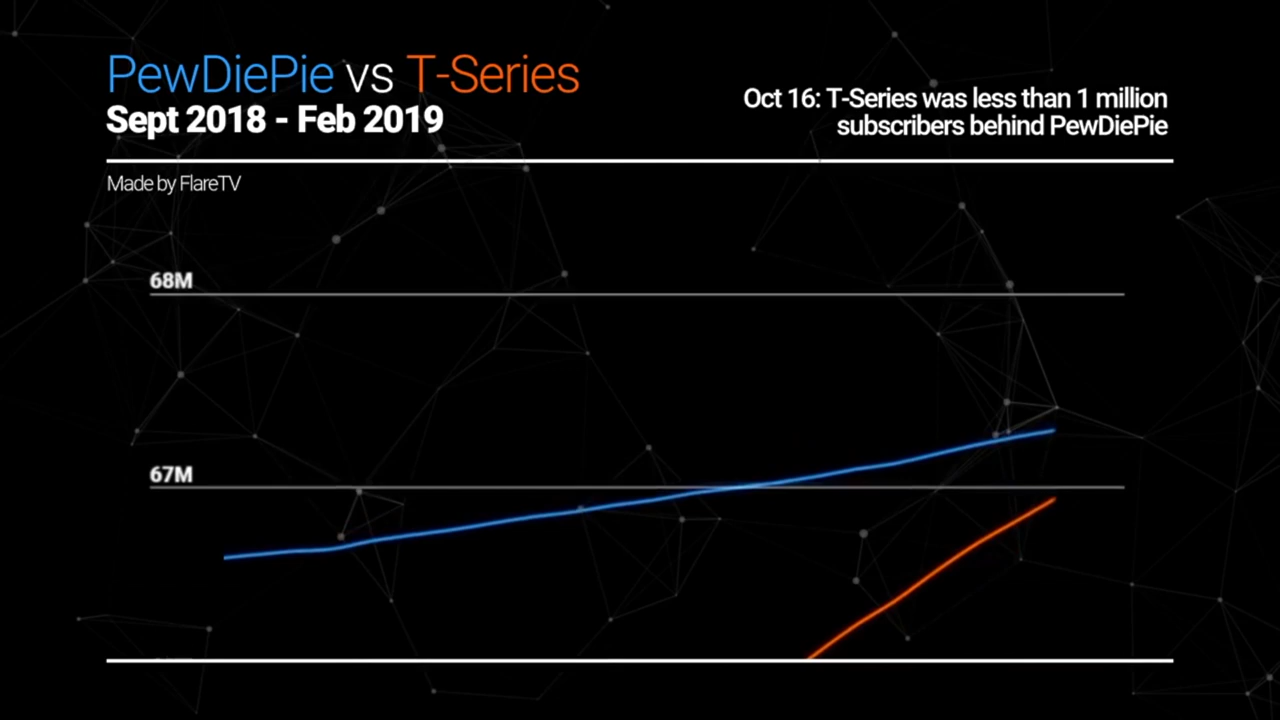 PewDiePie vs T-Series
Sept 2018 - Feb 2019
Oct 16: T-Series was less than 1 million
subscribers behind PewDiePie
Made by FlareTV
68M
67M